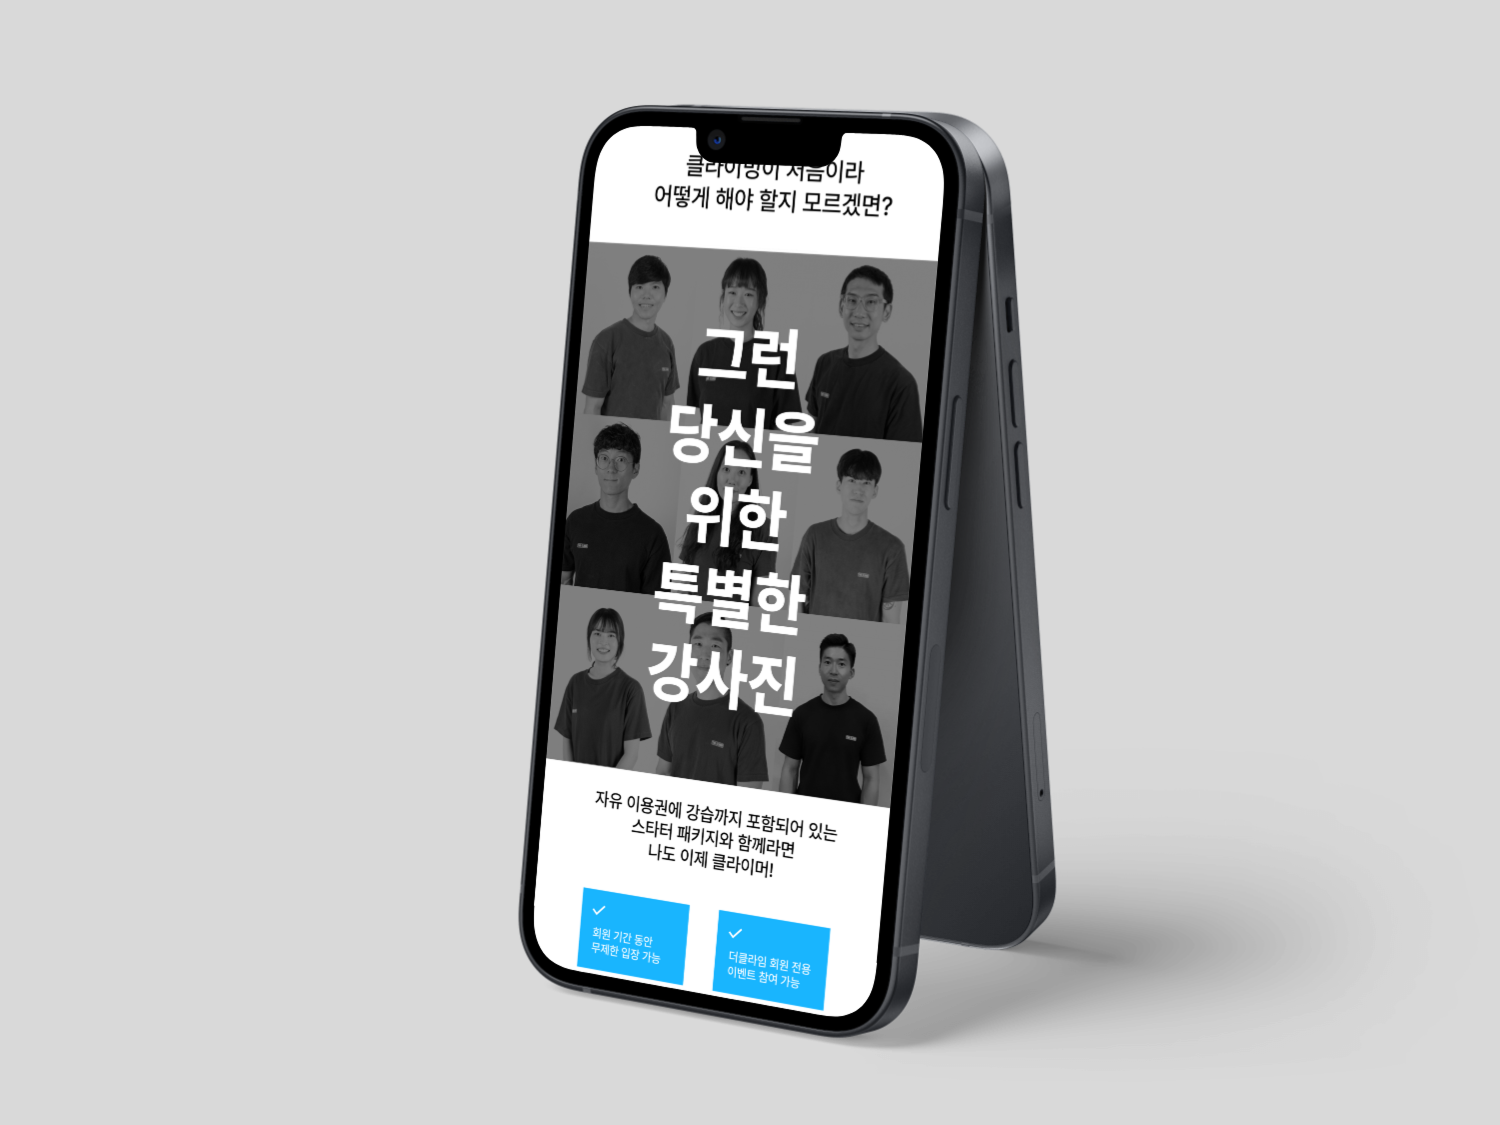 클라이밍이 처음이라
어떻게 해야 할지 모르겠면?
그런
당신을
위한
특별한
강사진
자유 이용권에 강습까지 포함되어 있는
스타터 패키지와 함께라면
나도 이제 클라이머!
회원 기간 동안
무제한 입장 가능
더클라임 회원 전용
이벤트 참여 가능